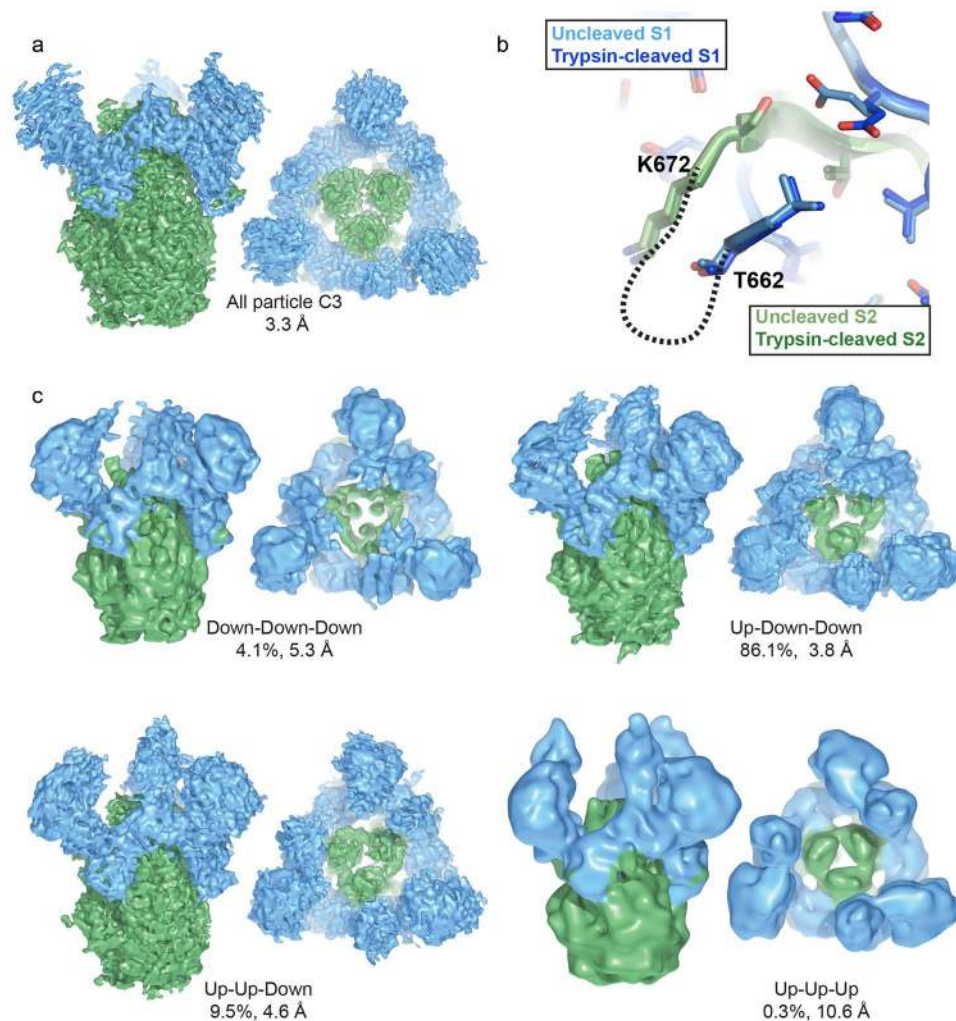 a
All particle C3
3.3 Å
b
Uncleaved S1
Trypsin-cleaved S1
K672
T662
Uncleaved S2
Trypsin-cleaved S2
c
Down-Down-Down
4.1%, 5.3 Å
Up-Down-Down
86.1%, 3.8 Å
Up-Up-Down
9.5%, 4.6 Å
Up-Up-Up
0.3%, 10.6 Å